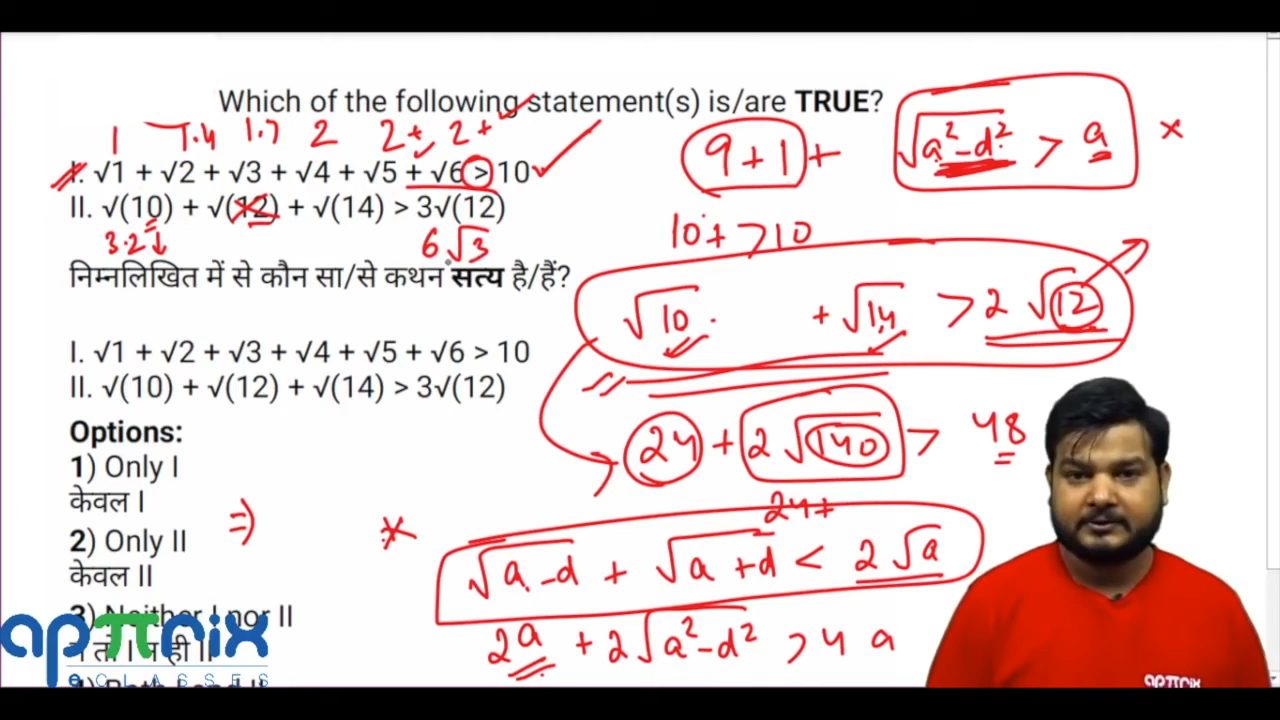 Which of the following statement(s) is/are TRUE?
1 1.4 1.7 2 2+ 2+
I. √1 + √2 + √3 + √4 + √5 + √6 > 10
II. √(10) + √(12) + √(14) > 3√(12)
3.2↓ 6√3
निम्नलिखित में से कौन सा/से कथन सत्य है/हैं?
I. √1 + √2 + √3 + √4 + √5 + √6 > 10
II. √(10) + √(12) + √(14) > 3√(12)
Options:
1) Only I
केवल I
2) Only II
केवल II
3) Neither I nor II
9 + 1 +
√a²-d² > a ×
10+ > 10
√10 . + √14 > 2 √12
24 + 2 √140 > 48
24+
√a-d + √a+d < 2 √a
2a + 2√a²-d² > 4 a
⇒
*
apππrix
e CLASSES
apππrix